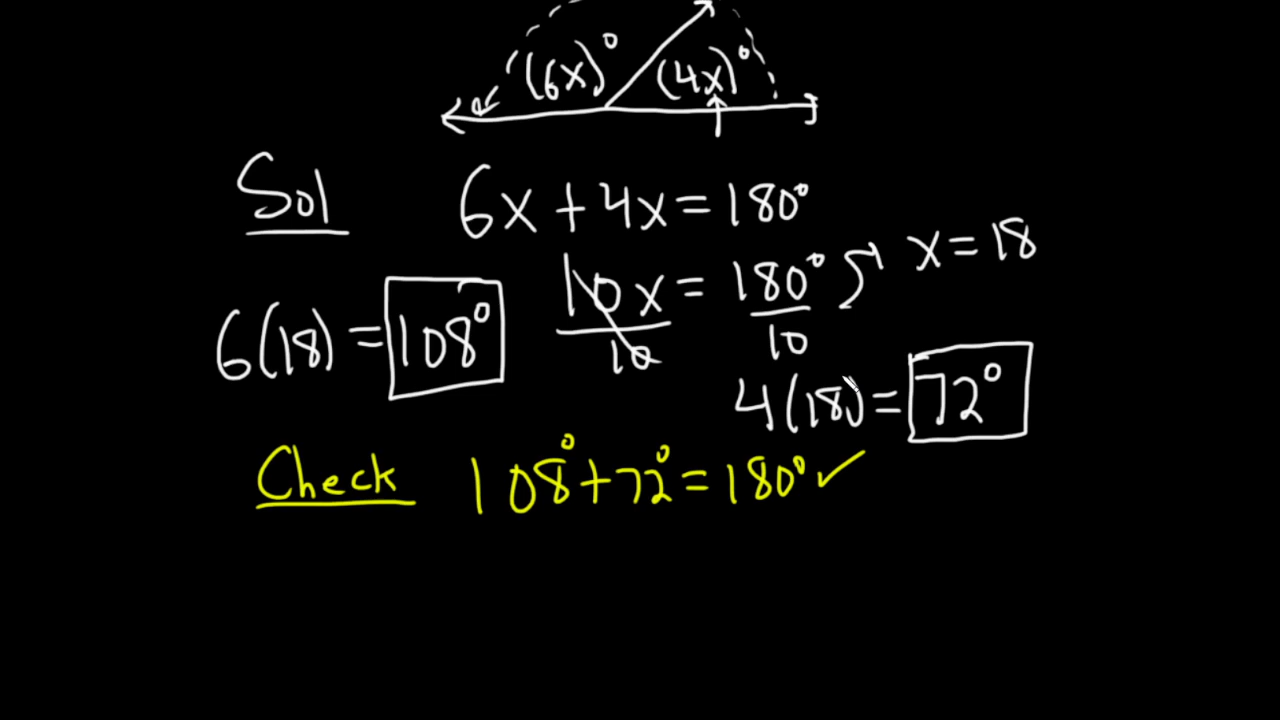 (6x)° (4x)°
Sol 6x + 4x = 180°
10x = 180° x = 18
10 10
6(18) = 108°
4(18) = 72°
Check 108° + 72° = 180° ✓